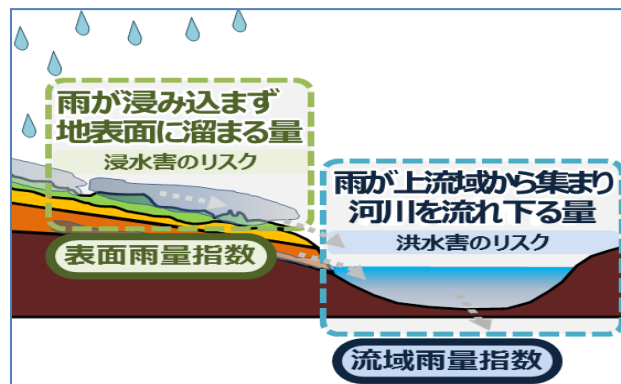 雨が浸み込まず
地表面に溜まる量
浸水害のリスク
表面雨量指数
雨が上流域から集まり
河川を流れ下る量
洪水害のリスク
流域雨量指数